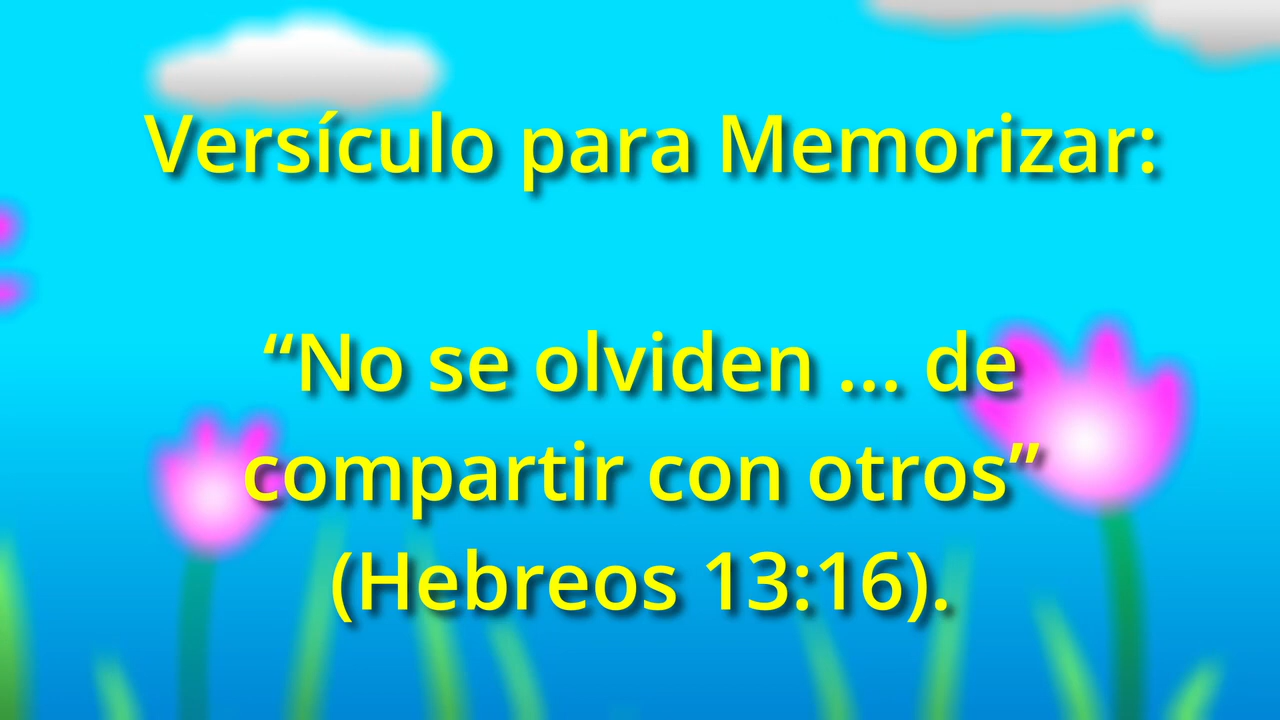 Versículo para Memorizar:
“No se olviden ... de
compartir con otros”
(Hebreos 13:16).